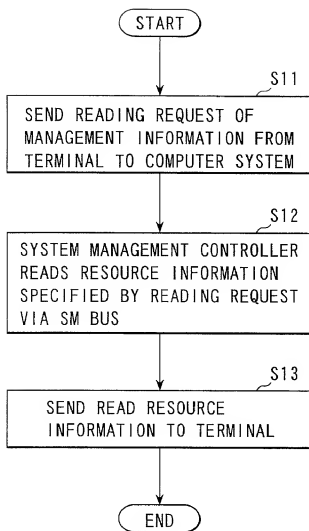 START
S11
SEND READING REQUEST OF
MANAGEMENT INFORMATION FROM
TERMINAL TO COMPUTER SYSTEM
S12
SYSTEM MANAGEMENT CONTROLLER
READS RESOURCE INFORMATION
SPECIFIED BY READING REQUEST
VIA SM BUS
S13
SEND READ RESOURCE
INFORMATION TO TERMINAL
END